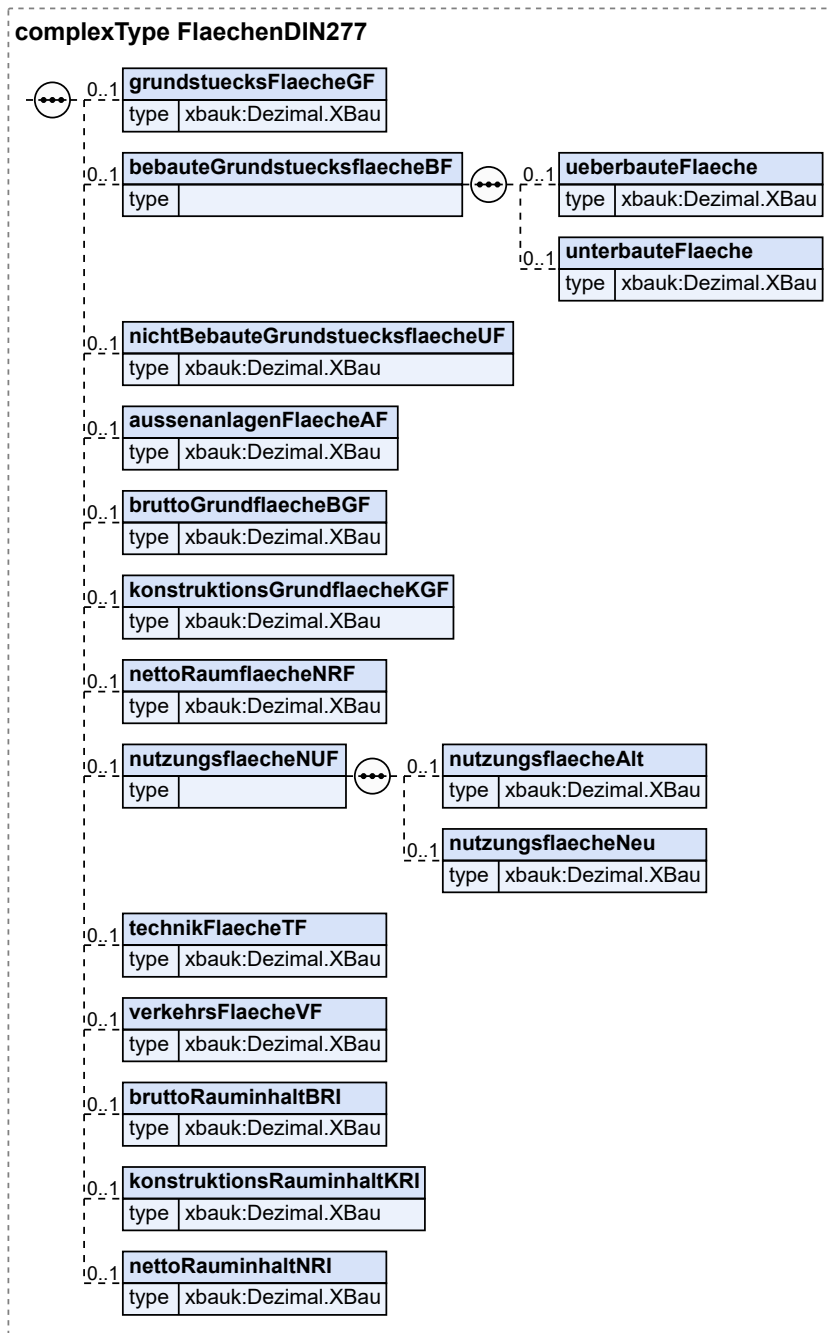 complexType FlaechenDIN277
0..1 grundstuecksFlaecheGF
type xbauk:Dezimal.XBau
0..1 bebauteGrundstuecksflaecheBF 0..1 ueberbauteFlaeche
type type xbauk:Dezimal.XBau
0..1 unterbauteFlaeche
type xbauk:Dezimal.XBau
0..1 nichtBebauteGrundstuecksflaecheUF
type xbauk:Dezimal.XBau
0..1 aussenanlagenFlaecheAF
type xbauk:Dezimal.XBau
0..1 bruttoGrundflaecheBGF
type xbauk:Dezimal.XBau
0..1 konstruktionsGrundflaecheKGF
type xbauk:Dezimal.XBau
0..1 nettoRaumflaecheNRF
type xbauk:Dezimal.XBau
0..1 nutzungsflaecheNUF 0..1 nutzungsflaecheAlt
type type xbauk:Dezimal.XBau
0..1 nutzungsflaecheNeu
type xbauk:Dezimal.XBau
0..1 technikFlaecheTF
type xbauk:Dezimal.XBau
0..1 verkehrsFlaecheVF
type xbauk:Dezimal.XBau
0..1 bruttoRauminhaltBRI
type xbauk:Dezimal.XBau
0..1 konstruktionsRauminhaltKRI
type xbauk:Dezimal.XBau
0..1 nettoRauminhaltNRI
type xbauk:Dezimal.XBau